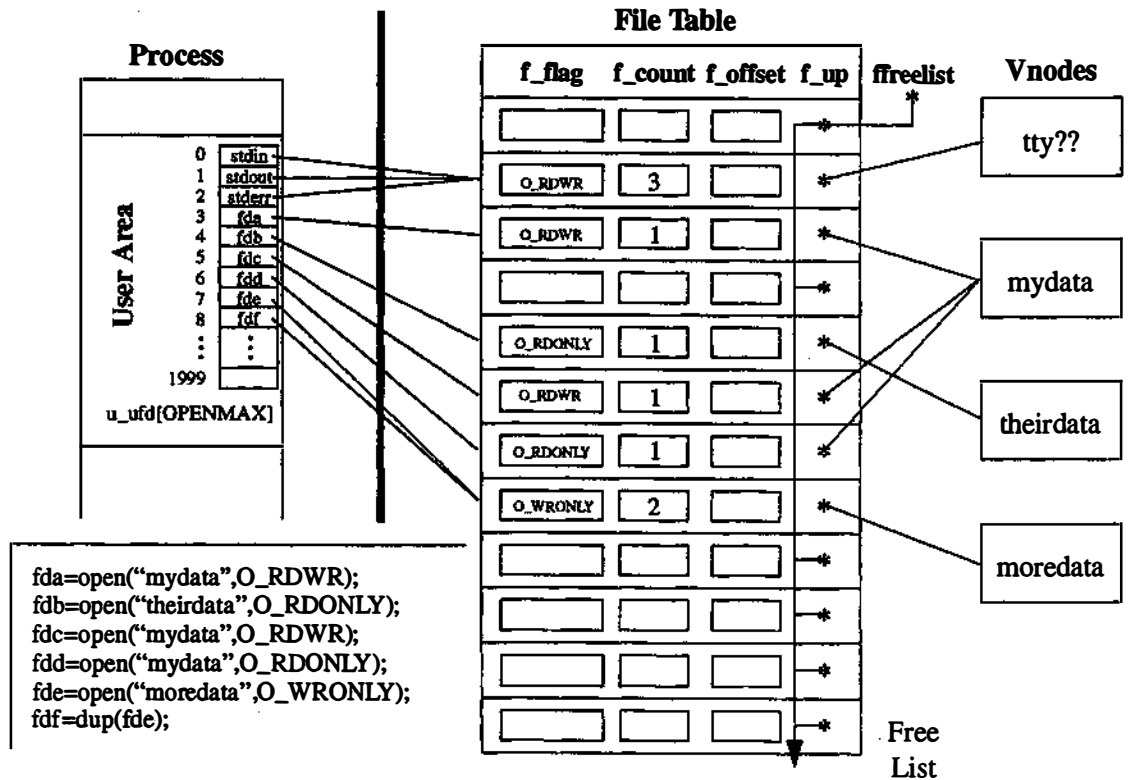 File Table
Process
f_flag f_count f_offset f_up ffreelist Vnodes
*
*
tty??
0 stdin
1 stdout
2 stderr
3 fda
4 fdb
5 fdc
6 fdd
7 fde
8 fdf
1999
User Area
u_ufd[OPENMAX]
O_RDWR 3 *
O_RDWR 1 *
mydata
*
O_RDONLY 1 *
O_RDWR 1 *
theirdata
O_RDONLY 1 *
O_WRONLY 2 *
moredata
*
*
*
*
Free
List
fda=open(“mydata”,O_RDWR);
fdb=open(“theirdata”,O_RDONLY);
fdc=open(“mydata”,O_RDWR);
fdd=open(“mydata”,O_RDONLY);
fde=open(“moredata”,O_WRONLY);
fdf=dup(fde);